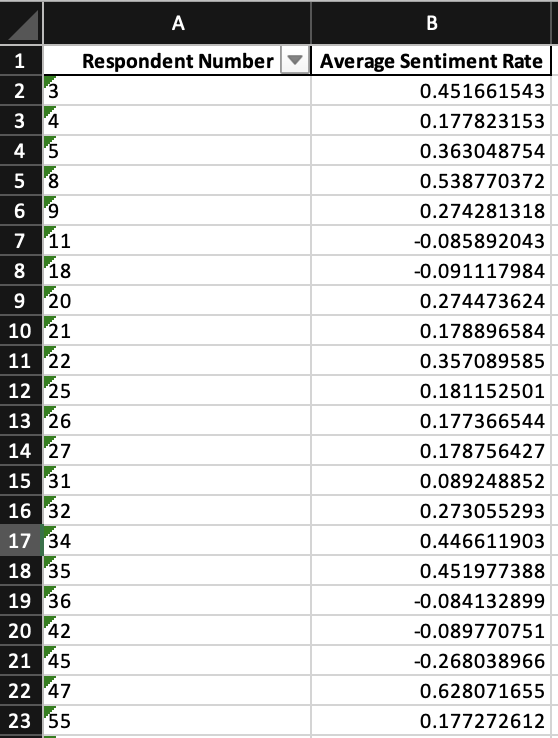 A B
1 Respondent Number Average Sentiment Rate
2 3 0.451661543
3 4 0.177823153
4 5 0.363048754
5 8 0.538770372
6 9 0.274281318
7 11 -0.085892043
8 18 -0.091117984
9 20 0.274473624
10 21 0.178896584
11 22 0.357089585
12 25 0.181152501
13 26 0.177366544
14 27 0.178756427
15 31 0.089248852
16 32 0.273055293
17 34 0.446611903
18 35 0.451977388
19 36 -0.084132899
20 42 -0.089770751
21 45 -0.268038966
22 47 0.628071655
23 55 0.177272612